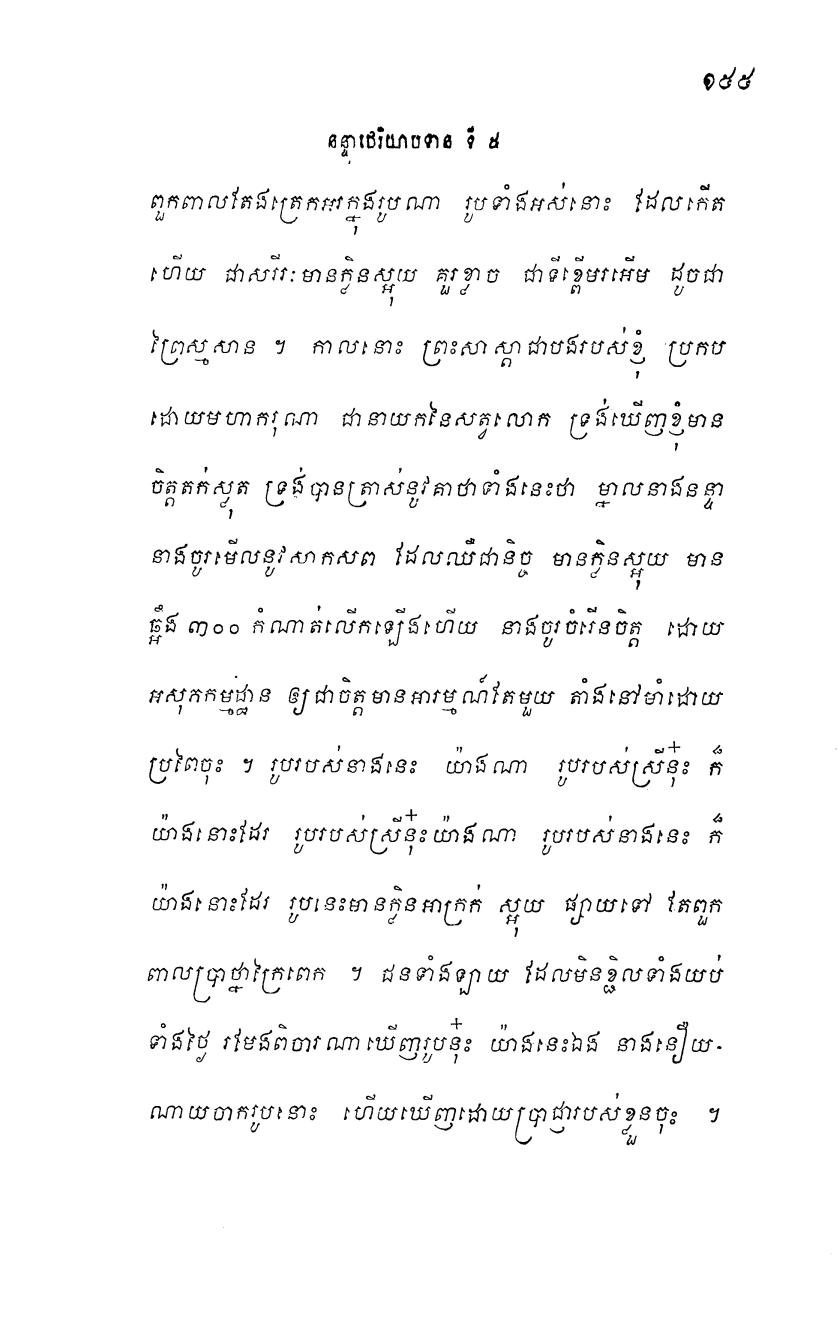 ១៥៥
នន្ទាថេរិយាបទាន ទី ៥
ពួកពាលតែងត្រេកអរក្នុងរូបណា រូបទាំងអស់នោះ ដែលកើត
ហើយ ជាសរីរៈមានក្លិនស្អុយ គួរខ្លាច ជាទីខ្ពើមរអើម ដូចជា
ព្រៃស្មសាន ។ កាលនោះ ព្រះសាស្តាជាបងរបស់ខ្ញុំ ប្រកប
ដោយមហាករុណា ជានាយកនៃសត្វលោក ទ្រង់ឃើញខ្ញុំមាន
ចិត្តតក់ស្លុត ទ្រង់បានត្រាស់នូវគាថាទាំងនេះថា ម្នាលនាងនន្ទា
នាងចូរមើលនូវសាកសព ដែលឈឺជានិច្ច មានក្លិនស្អុយ មាន
ឆ្អឹង ៣០០ កំណាត់លើកឡើងហើយ នាងចូរចំរើនចិត្ត ដោយ
អសុភកម្មដ្ឋាន ឲ្យជាចិត្តមានអារម្មណ៍តែមួយ តាំងនៅមាំដោយ
ប្រពៃចុះ ។ រូបរបស់នាងនេះ យ៉ាងណា រូបរបស់ស្រីនុ៎ះ ក៏
យ៉ាងនោះដែរ រូបរបស់ស្រីនុ៎ះយ៉ាងណា រូបរបស់នាងនេះ ក៏
យ៉ាងនោះដែរ រូបនេះមានក្លិនអាក្រក់ ស្អុយ ផ្សាយទៅ តែពួក
ពាលប្រាថ្នាក្រៃពេក ។ ជនទាំងឡាយ ដែលមិនខ្ជិលទាំងយប់
ទាំងថ្ងៃ រមែងពិចារណាឃើញរូបនុ៎ះ យ៉ាងនេះឯង នាងនឿយ-
ណាយចាករូបនោះ ហើយឃើញដោយប្រាជ្ញារបស់ខ្លួនចុះ ។